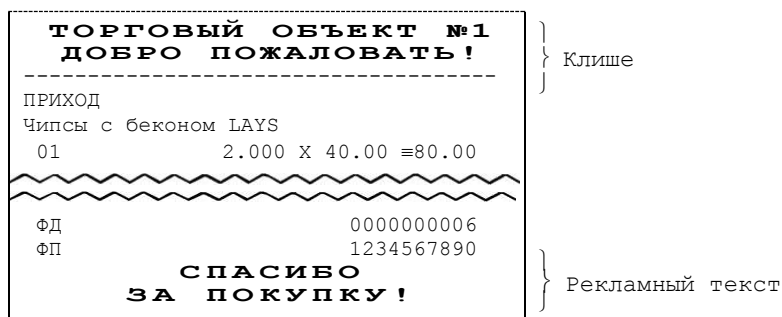 ТОРГОВЫЙ ОБЪЕКТ №1
ДОБРО ПОЖАЛОВАТЬ!
Клише
-----------------------------------
ПРИХОД
Чипсы с беконом LAYS
01 2.000 X 40.00 ≡80.00
ФД 0000000006
ФП 1234567890
СПАСИБО
ЗА ПОКУПКУ!
Рекламный текст